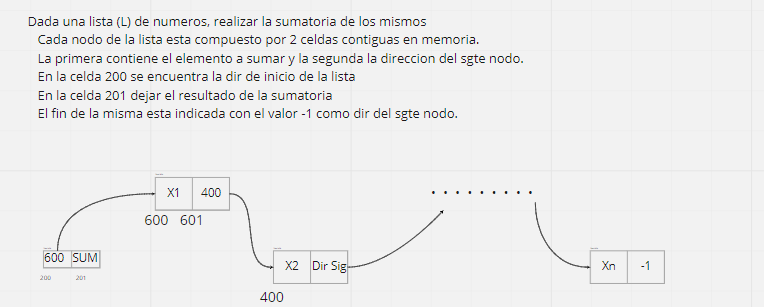 Dada una lista (L) de numeros, realizar la sumatoria de los mismos
Cada nodo de la lista esta compuesto por 2 celdas contiguas en memoria.
La primera contiene el elemento a sumar y la segunda la direccion del sgte nodo.
En la celda 200 se encuentra la dir de inicio de la lista
En la celda 201 dejar el resultado de la sumatoria
El fin de la misma esta indicada con el valor -1 como dir del sgte nodo.
X1 400
600 601
600 SUM
200 201
X2 Dir Sig
400
Xn -1